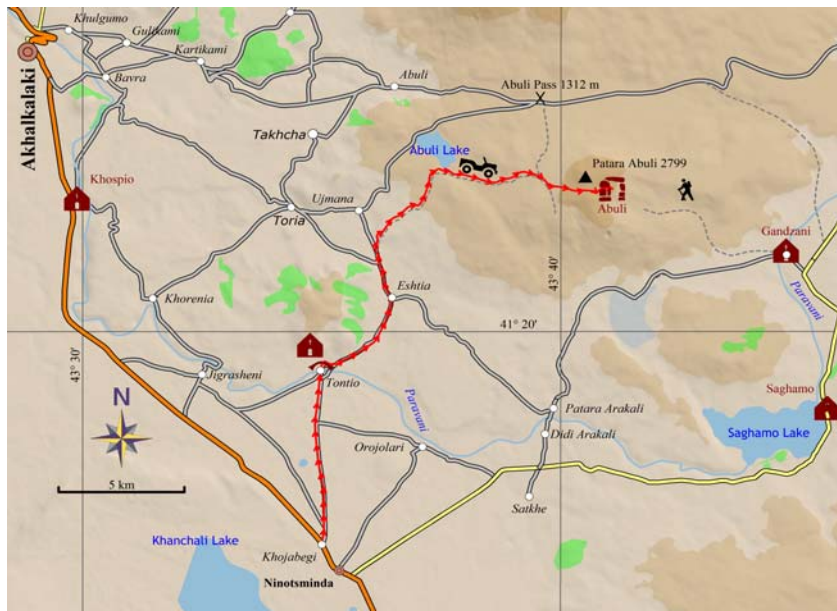 Khulgumo
Gulikami
Kartikami
Bavra
Akhalkalaki
Abuli
Abuli Pass 1312 m
Takhcha
Abuli Lake
Patara Abuli 2799
Khospio
Ujmana
Abuli
Toria
Gandzani
43° 40'
Paravani
Khorenia
Eshtia
41° 20'
43° 30'
Jigrasheni
Tontio
N
Paravani
Patara Arakali
Saghamo
Didi Arakali
Saghamo Lake
Orojolari
5 km
Satkhe
Khanchali Lake
Khojabegi
Ninotsminda